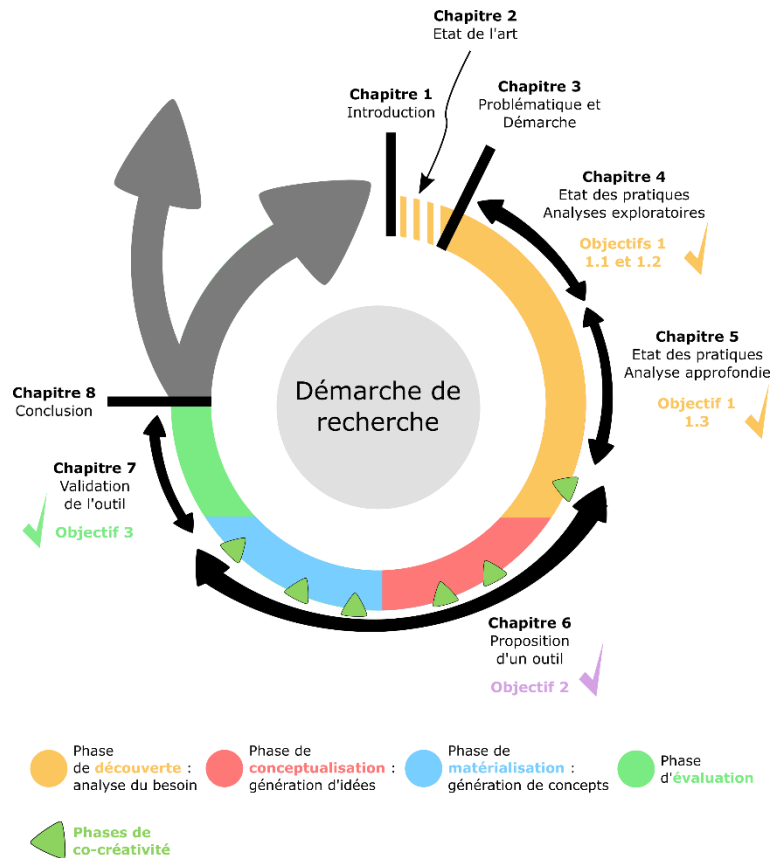 Chapitre 2
Etat de l'art
Chapitre 1
Introduction
Chapitre 3
Problématique et
Démarche
Chapitre 4
Etat des pratiques
Analyses exploratoires
Objectifs 1
1.1 et 1.2
Chapitre 5
Etat des pratiques
Analyse approfondie
Objectif 1
1.3
Démarche de
recherche
Chapitre 8
Conclusion
Chapitre 7
Validation
de l'outil
Objectif 3
Chapitre 6
Proposition
d'un outil
Objectif 2
Phase
de découverte :
analyse du besoin
Phase de
conceptualisation :
génération d'idées
Phase de
matérialisation :
génération de concepts
Phase
d'évaluation
Phases de
co-créativité